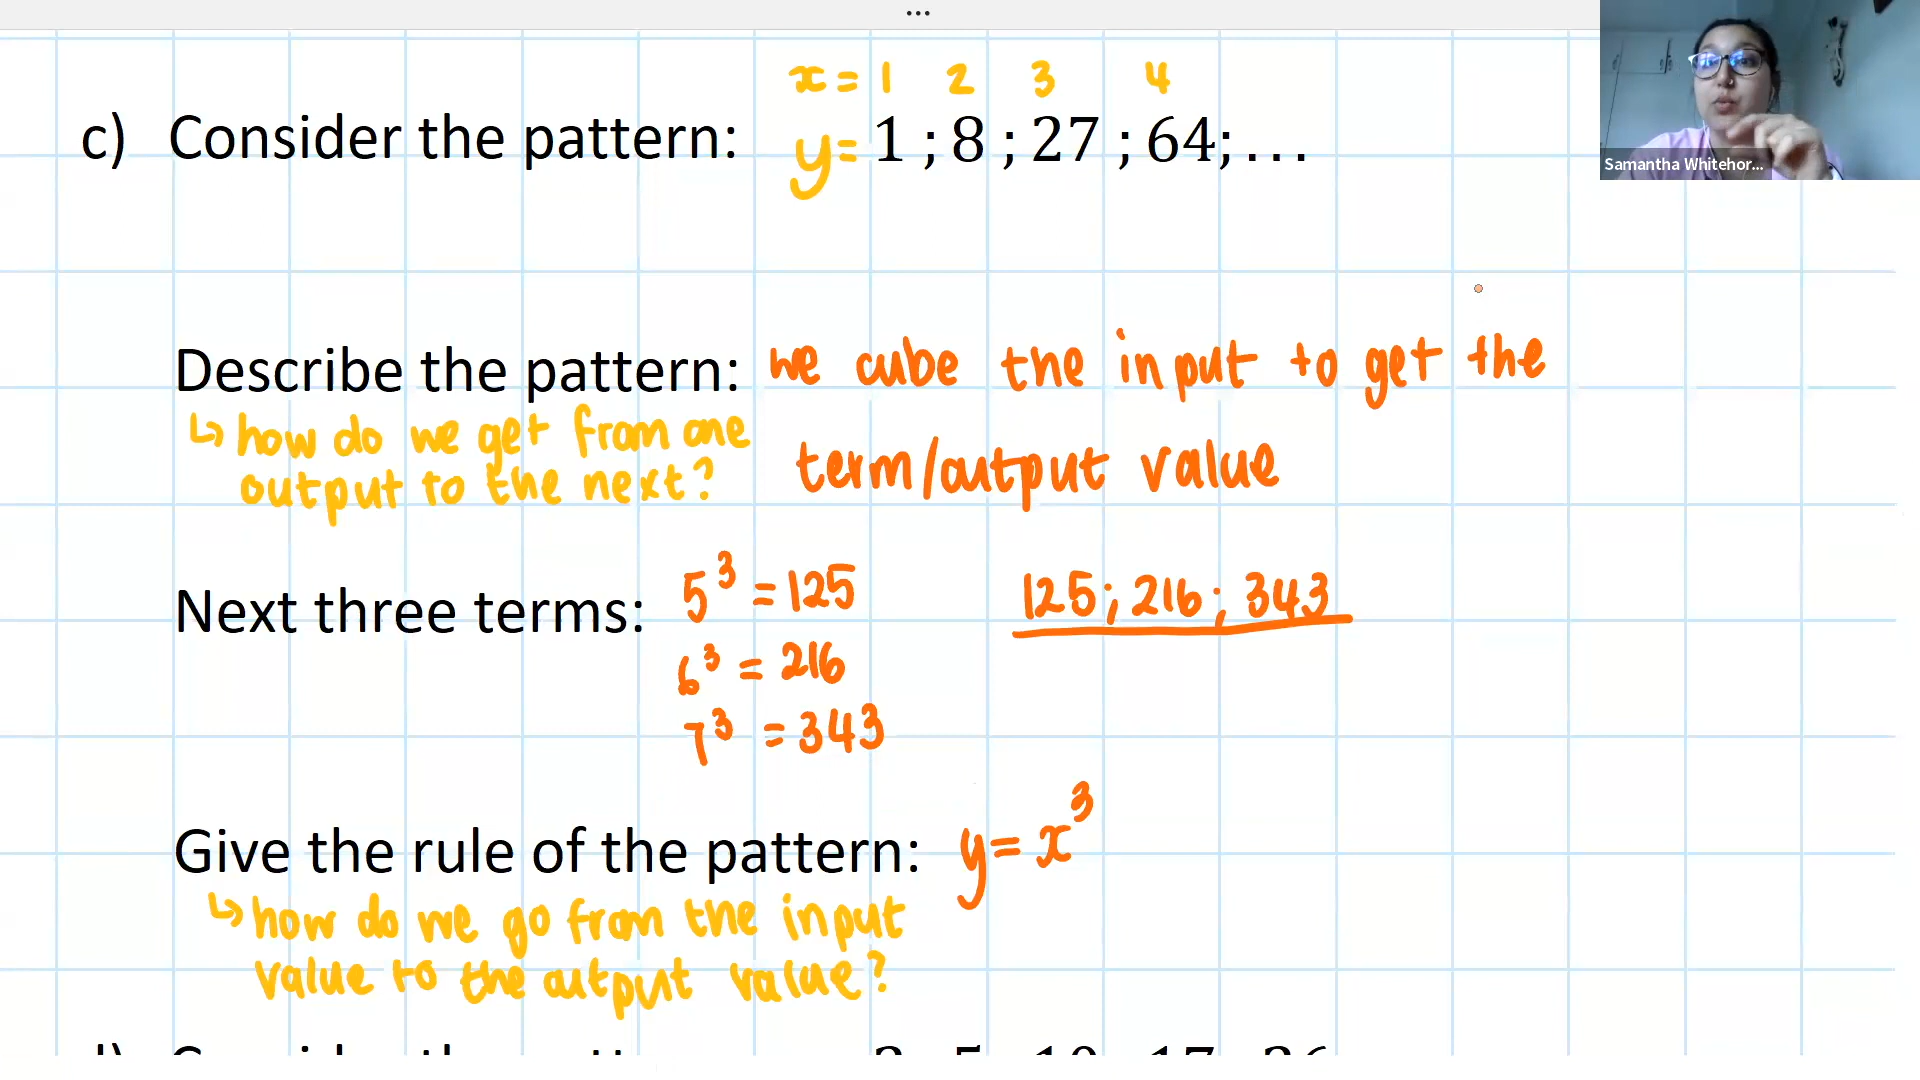 ...
x = 1 2 3 4
c) Consider the pattern: y= 1 ; 8 ; 27 ; 64; ...
Samantha Whitehor...
Describe the pattern: we cube the input to get the
↳ how do we get from one
output to the next?
term/output value
Next three terms: 5³ = 125
125; 216; 343
6³ = 216
7³ = 343
Give the rule of the pattern: y = x³
↳ how do we go from the input
value to the output value?